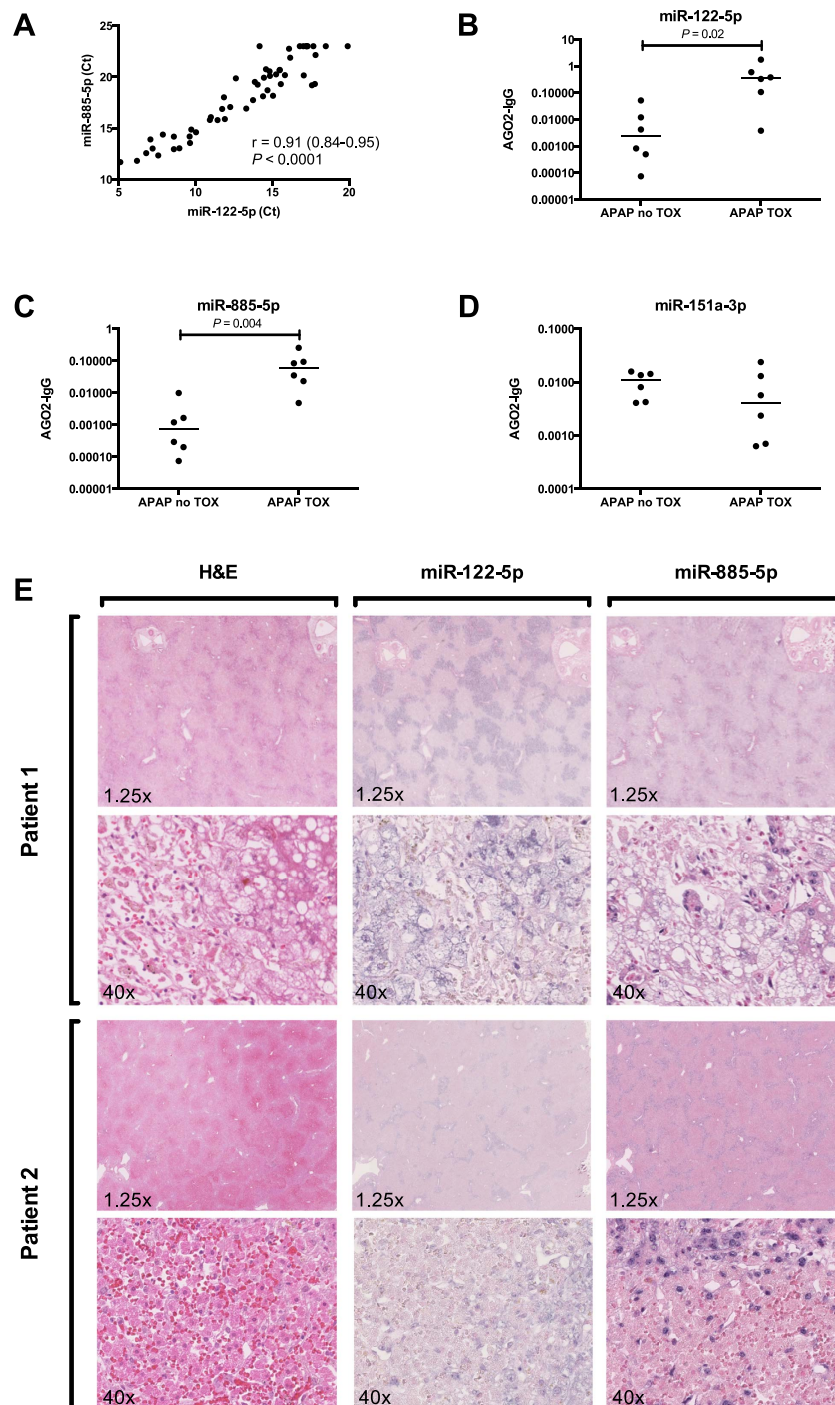 A
miR-885-5p (Ct)
25
20
15
10
5
10
15
20
r = 0.91 (0.84-0.95)
P < 0.0001
miR-122-5p (Ct)
B
miR-122-5p
P = 0.02
AGO2-IgG
10
1
0.10000
0.01000
0.00100
0.00010
0.00001
APAP no TOX
APAP TOX
C
miR-885-5p
P = 0.004
AGO2-IgG
1
0.10000
0.01000
0.00100
0.00010
0.00001
APAP no TOX
APAP TOX
D
miR-151a-3p
AGO2-IgG
0.1000
0.0100
0.0010
0.0001
APAP no TOX
APAP TOX
E
H&E
miR-122-5p
miR-885-5p
Patient 1
1.25x
1.25x
1.25x
40x
40x
40x
Patient 2
1.25x
1.25x
1.25x
40x
40x
40x